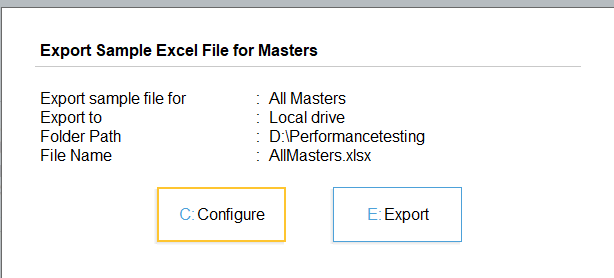 Export Sample Excel File for Masters
Export sample file for : All Masters
Export to : Local drive
Folder Path : D:\Performancetesting
File Name : AllMasters.xlsx
C: Configure E: Export